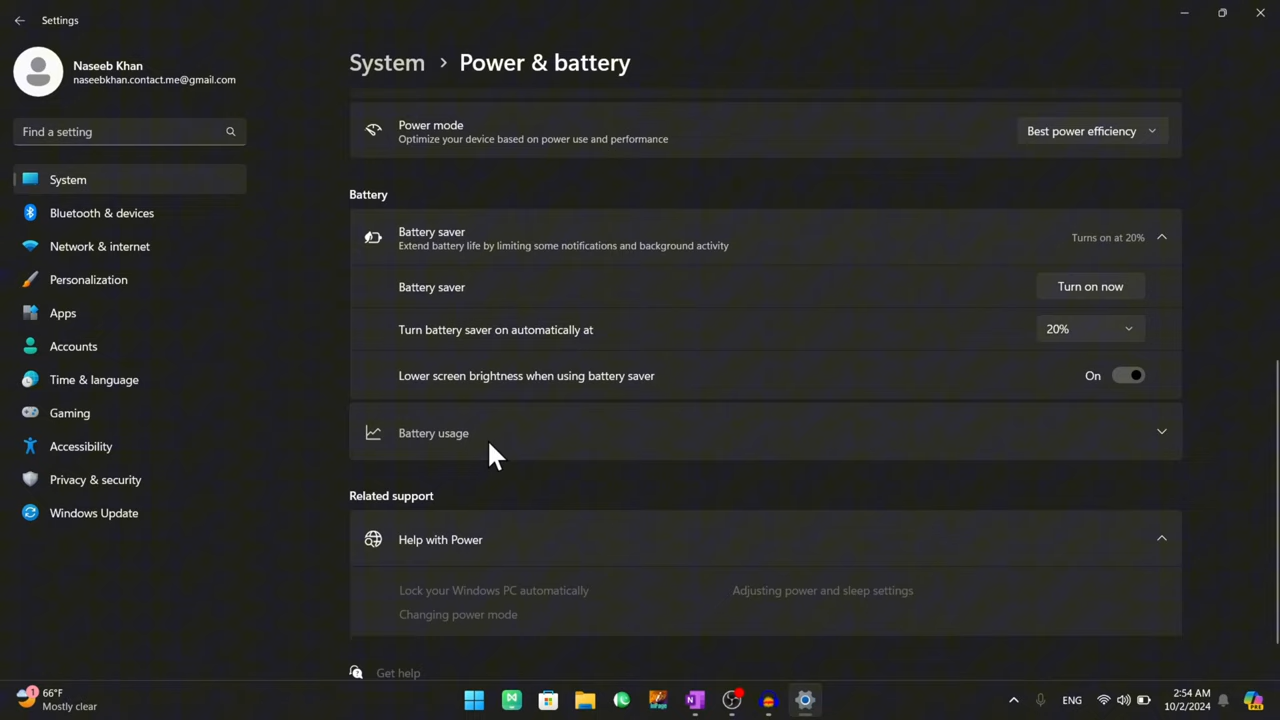 Settings
Naseeb Khan
naseebkhan.contact.me@gmail.com
Find a setting
System
Bluetooth & devices
Network & internet
Personalization
Apps
Accounts
Time & language
Gaming
Accessibility
Privacy & security
Windows Update
System > Power & battery
Power mode
Optimize your device based on power use and performance
Best power efficiency
Battery
Battery saver
Extend battery life by limiting some notifications and background activity
Turns on at 20%
Battery saver
Turn on now
Turn battery saver on automatically at
20%
Lower screen brightness when using battery saver
On
Battery usage
Related support
Help with Power
Lock your Windows PC automatically
Adjusting power and sleep settings
Changing power mode
Get help
1
66°F
Mostly clear
N
ENG
2:54 AM
10/2/2024
PRE